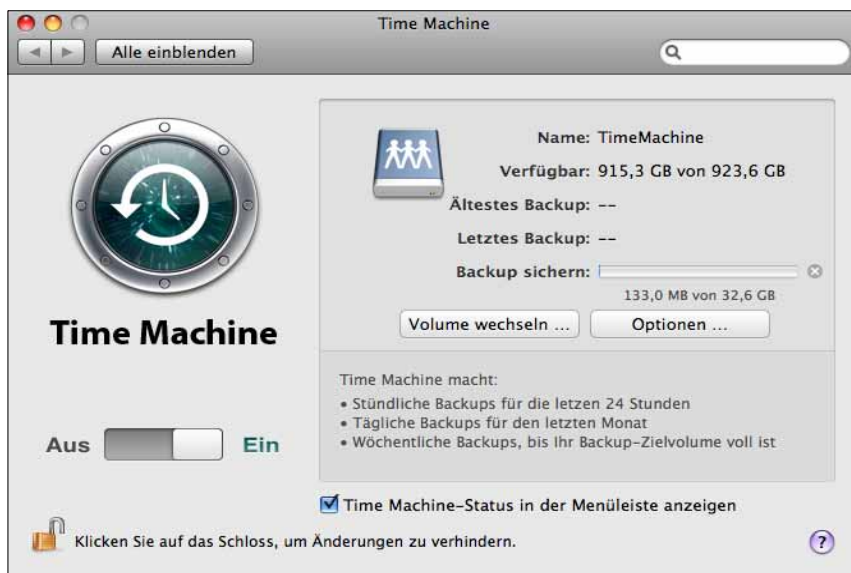 Time Machine
Alle einblenden
Name: TimeMachine
Verfügbar: 915,3 GB von 923,6 GB
Ältestes Backup: --
Letztes Backup: --
Backup sichern:
133,0 MB von 32,6 GB
Volume wechseln ...
Optionen ...
Time Machine
Aus
Ein
Time Machine macht:
• Stündliche Backups für die letzen 24 Stunden
• Tägliche Backups für den letzten Monat
• Wöchentliche Backups, bis Ihr Backup-Zielvolume voll ist
Time Machine-Status in der Menüleiste anzeigen
Klicken Sie auf das Schloss, um Änderungen zu verhindern.
?